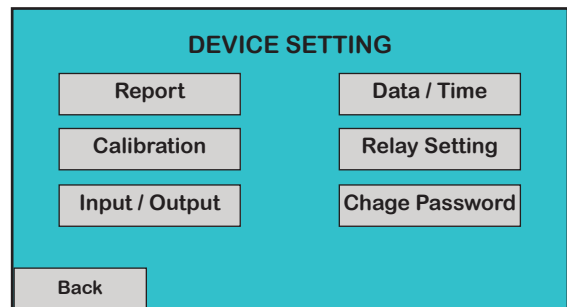 DEVICE SETTING
Report
Data / Time
Calibration
Relay Setting
Input / Output
Chage Password
Back